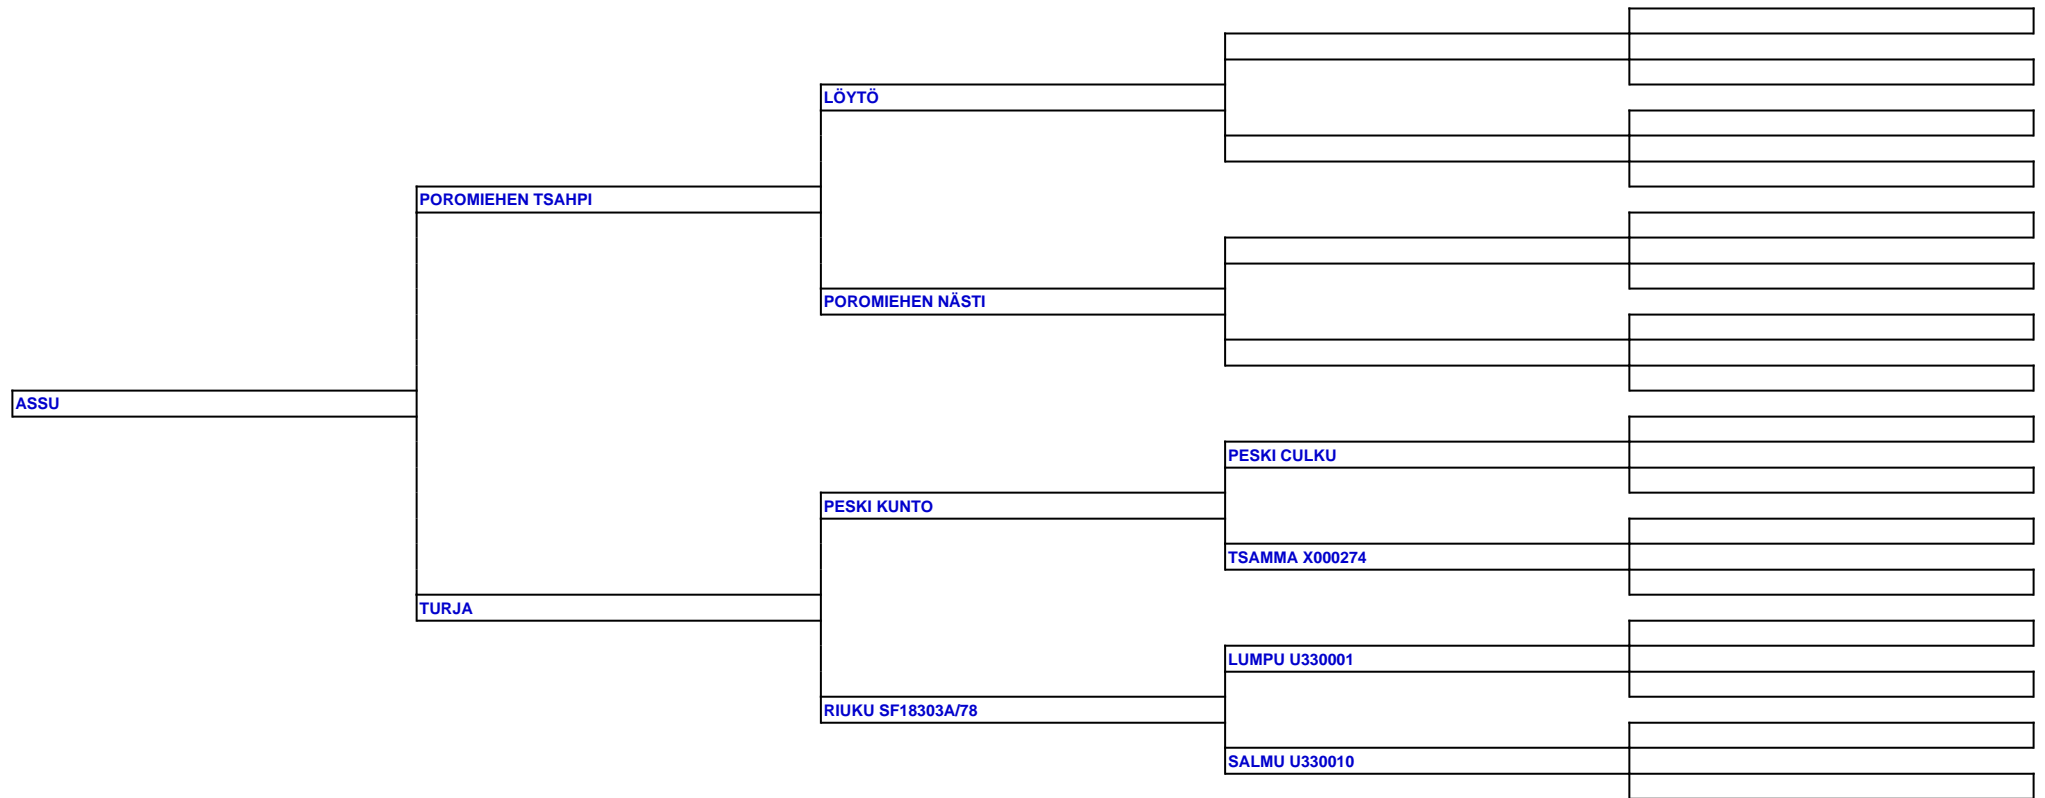 LÖYTÖ
POROMIEHEN TSAHPI
POROMIEHEN NÄSTI
ASSU
PESKI CULKU
PESKI KUNTO
TSAMMA X000274
TURJA
LUMPU U330001
RIUKU SF18303A/78
SALMU U330010